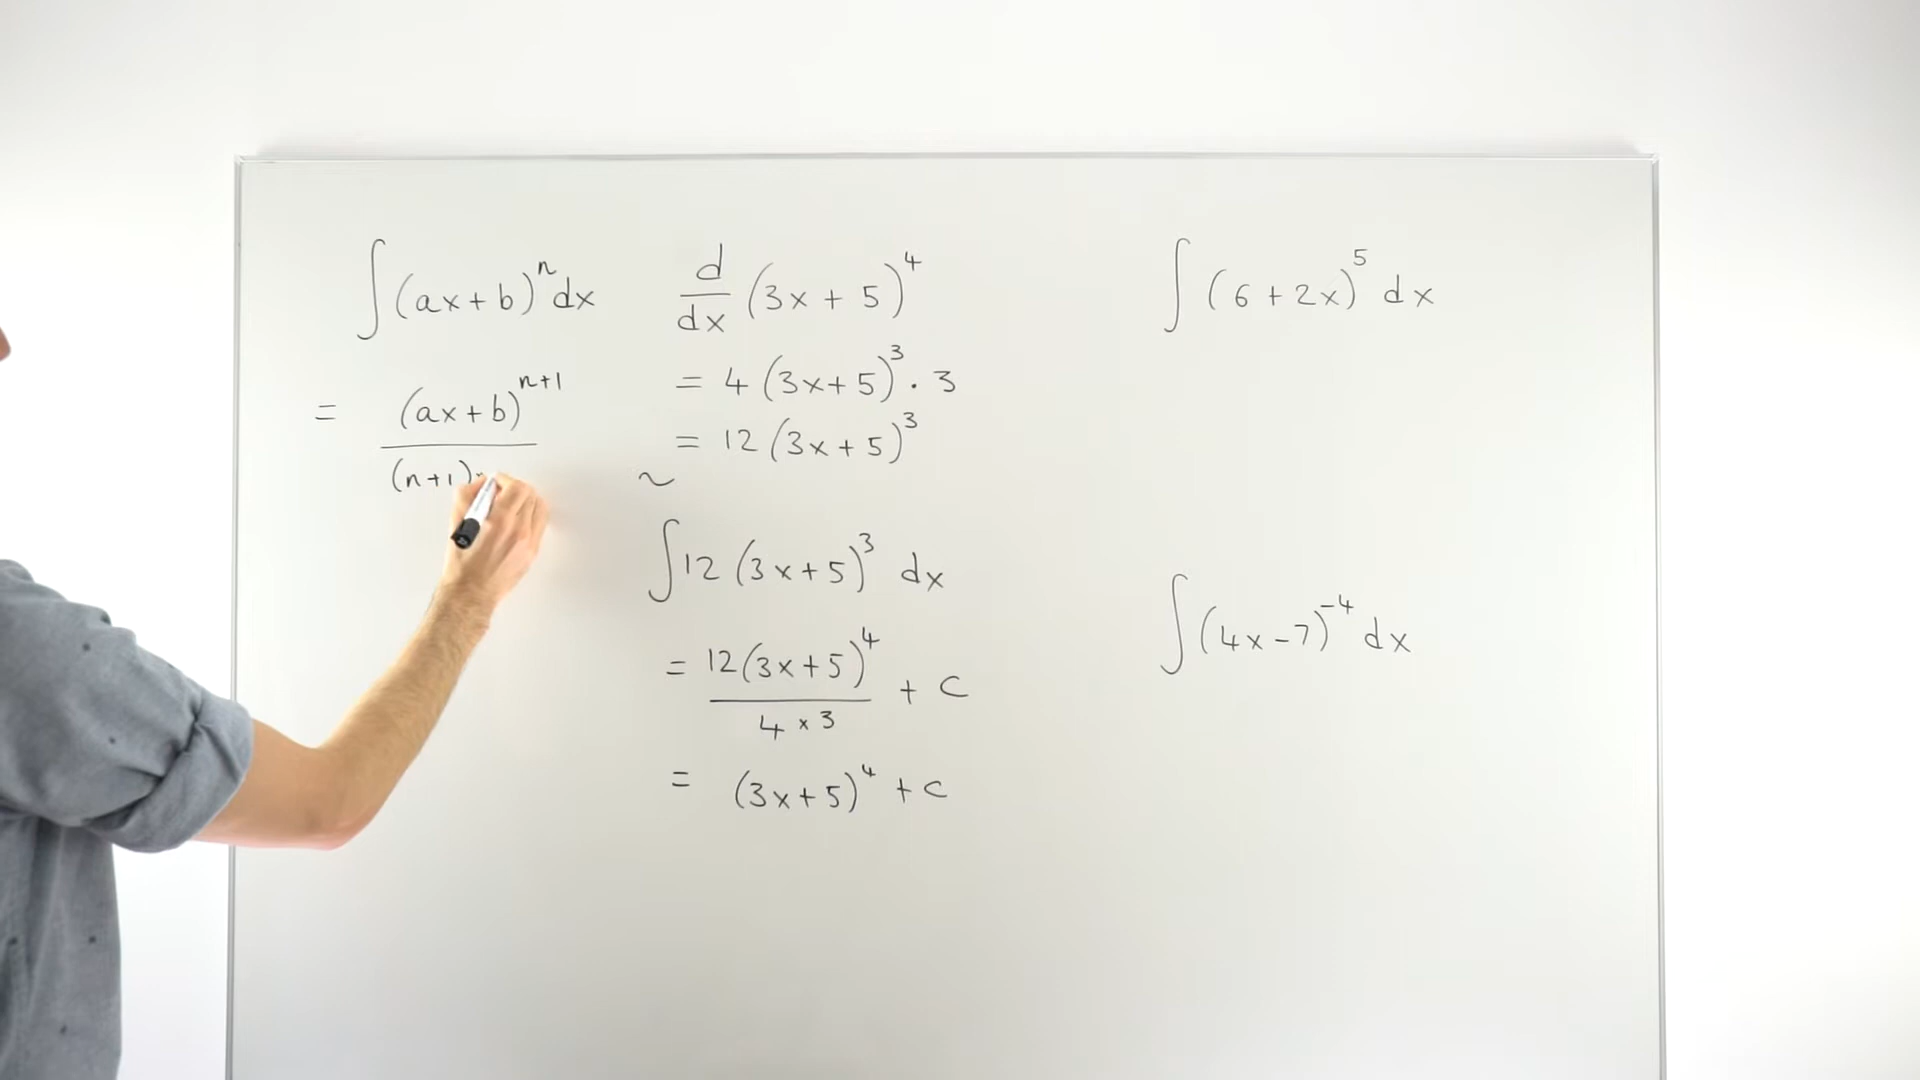 ∫(ax+b)^n dx
= (ax+b)^(n+1) / (n+1)×
d/dx (3x + 5)^4
= 4(3x+5)^3 · 3
= 12(3x+5)^3
~
∫12(3x+5)^3 dx
= 12(3x+5)^4 / 4×3 + c
= (3x+5)^4 + c
∫(6+2x)^5 dx
∫(4x-7)^-4 dx